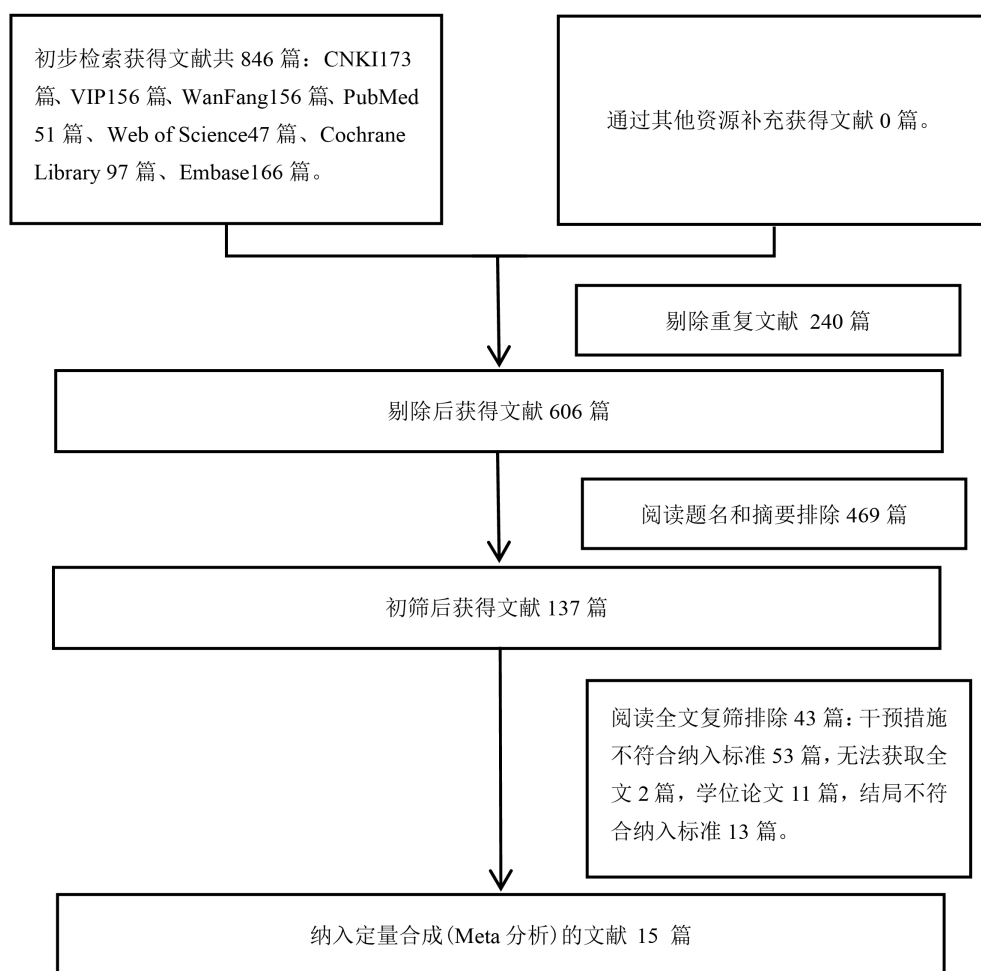 初步检索获得文献共 846 篇：CNKI173
篇、VIP156 篇、WanFang156 篇、PubMed
51 篇、Web of Science47 篇、Cochrane
Library 97 篇、Embase166 篇。
通过其他资源补充获得文献 0 篇。
剔除重复文献 240 篇
剔除后获得文献 606 篇
阅读题名和摘要排除 469 篇
初筛后获得文献 137 篇
阅读全文复筛排除 43 篇：干预措施
不符合纳入标准 53 篇，无法获取全
文 2 篇，学位论文 11 篇，结局不符
合纳入标准 13 篇。
纳入定量合成(Meta 分析)的文献 15 篇